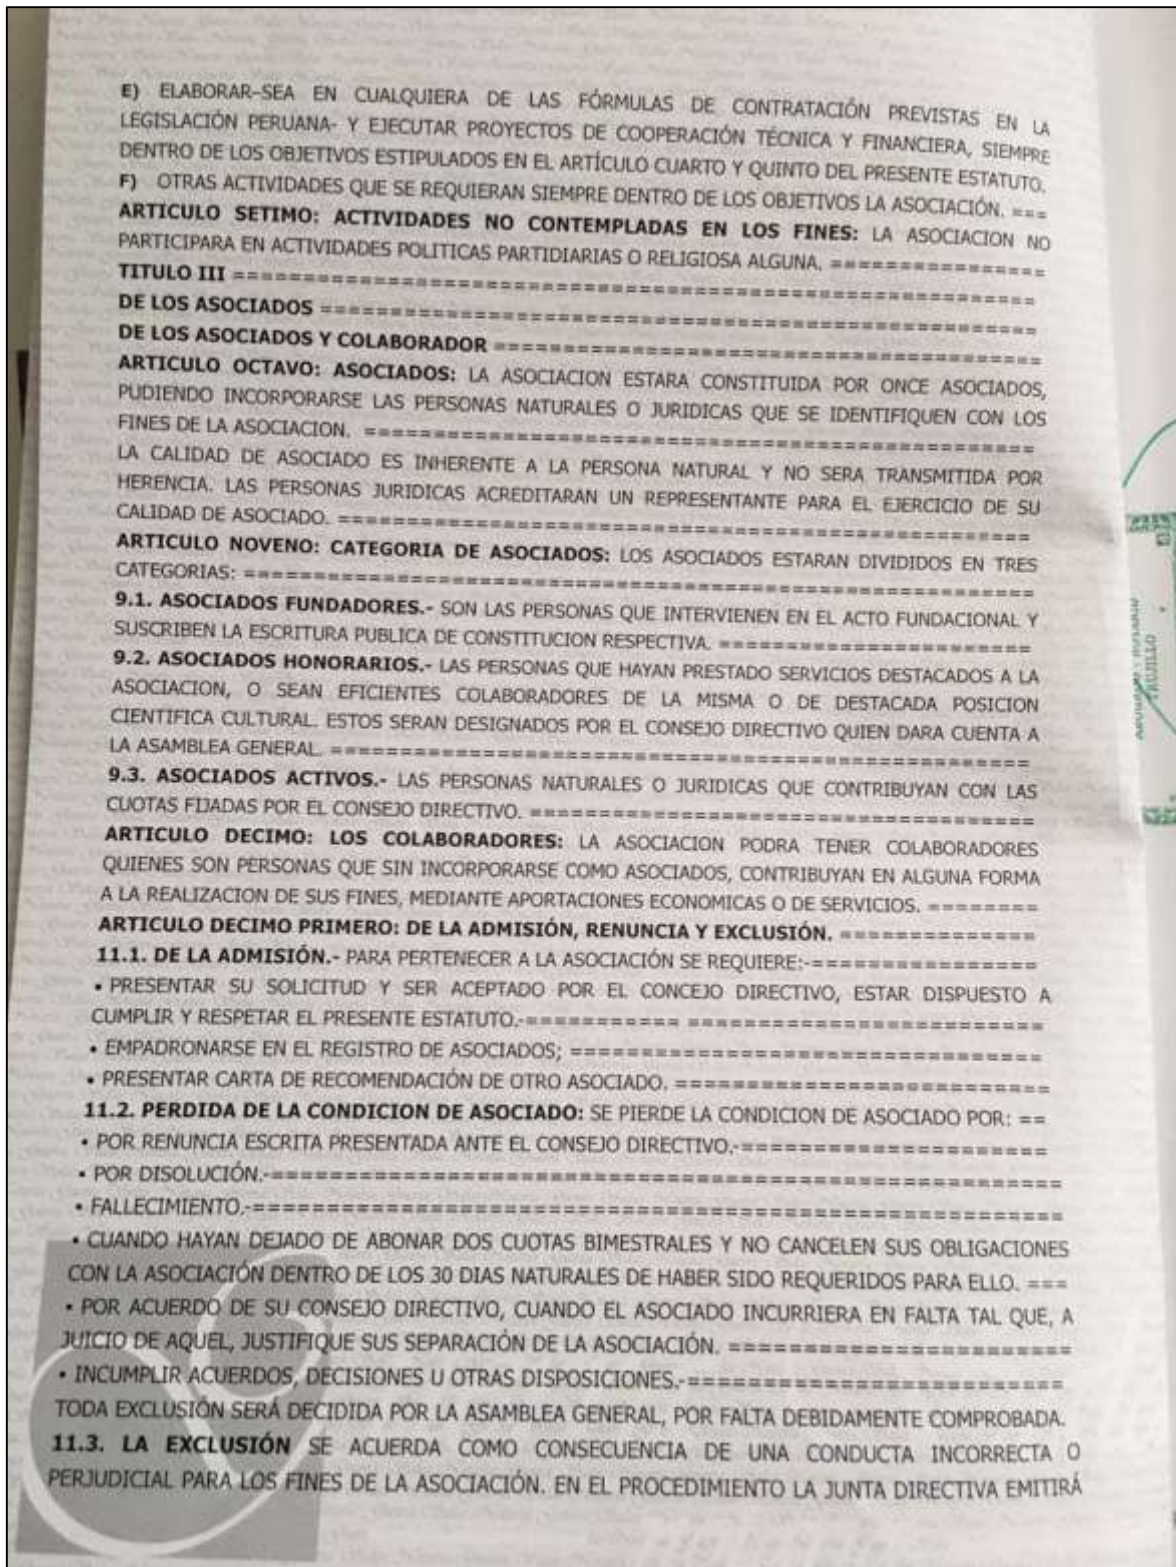 E) ELABORAR–SEA EN CUALQUIERA DE LAS FÓRMULAS DE CONTRATACIÓN PREVISTAS EN LA
LEGISLACIÓN PERUANA- Y EJECUTAR PROYECTOS DE COOPERACIÓN TÉCNICA Y FINANCIERA, SIEMPRE
DENTRO DE LOS OBJETIVOS ESTIPULADOS EN EL ARTÍCULO CUARTO Y QUINTO DEL PRESENTE ESTATUTO.
F) OTRAS ACTIVIDADES QUE SE REQUIERAN SIEMPRE DENTRO DE LOS OBJETIVOS LA ASOCIACIÓN. ===
ARTICULO SETIMO: ACTIVIDADES NO CONTEMPLADAS EN LOS FINES: LA ASOCIACION NO
PARTICIPARA EN ACTIVIDADES POLITICAS PARTIDIARIAS O RELIGIOSA ALGUNA. ================
TITULO III ==========================================================
DE LOS ASOCIADOS ====================================================
DE LOS ASOCIADOS Y COLABORADOR ========================================
ARTICULO OCTAVO: ASOCIADOS: LA ASOCIACION ESTARA CONSTITUIDA POR ONCE ASOCIADOS,
PUDIENDO INCORPORARSE LAS PERSONAS NATURALES O JURIDICAS QUE SE IDENTIFIQUEN CON LOS
FINES DE LA ASOCIACION. =================================================
LA CALIDAD DE ASOCIADO ES INHERENTE A LA PERSONA NATURAL Y NO SERA TRANSMITIDA POR
HERENCIA. LAS PERSONAS JURIDICAS ACREDITARAN UN REPRESENTANTE PARA EL EJERCICIO DE SU
CALIDAD DE ASOCIADO. ==================================================
ARTICULO NOVENO: CATEGORIA DE ASOCIADOS: LOS ASOCIADOS ESTARAN DIVIDIDOS EN TRES
CATEGORIAS: =========================================================
9.1. ASOCIADOS FUNDADORES.- SON LAS PERSONAS QUE INTERVIENEN EN EL ACTO FUNDACIONAL Y
SUSCRIBEN LA ESCRITURA PUBLICA DE CONSTITUCION RESPECTIVA. =======================
9.2. ASOCIADOS HONORARIOS.- LAS PERSONAS QUE HAYAN PRESTADO SERVICIOS DESTACADOS A LA
ASOCIACION, O SEAN EFICIENTES COLABORADORES DE LA MISMA O DE DESTACADA POSICION
CIENTIFICA CULTURAL. ESTOS SERAN DESIGNADOS POR EL CONSEJO DIRECTIVO QUIEN DARA CUENTA A
LA ASAMBLEA GENERAL. ===================================================
9.3. ASOCIADOS ACTIVOS.- LAS PERSONAS NATURALES O JURIDICAS QUE CONTRIBUYAN CON LAS
CUOTAS FIJADAS POR EL CONSEJO DIRECTIVO. =====================================
ARTICULO DECIMO: LOS COLABORADORES: LA ASOCIACION PODRA TENER COLABORADORES
QUIENES SON PERSONAS QUE SIN INCORPORARSE COMO ASOCIADOS, CONTRIBUYAN EN ALGUNA FORMA
A LA REALIZACION DE SUS FINES, MEDIANTE APORTACIONES ECONOMICAS O DE SERVICIOS. ========
ARTICULO DECIMO PRIMERO: DE LA ADMISIÓN, RENUNCIA Y EXCLUSIÓN. ==============
11.1. DE LA ADMISIÓN.- PARA PERTENECER A LA ASOCIACIÓN SE REQUIERE:-=================
• PRESENTAR SU SOLICITUD Y SER ACEPTADO POR EL CONCEJO DIRECTIVO, ESTAR DISPUESTO A
CUMPLIR Y RESPETAR EL PRESENTE ESTATUTO.-=========== =========================
• EMPADRONARSE EN EL REGISTRO DE ASOCIADOS; ==================================
• PRESENTAR CARTA DE RECOMENDACIÓN DE OTRO ASOCIADO. ==========================
11.2. PERDIDA DE LA CONDICION DE ASOCIADO: SE PIERDE LA CONDICION DE ASOCIADO POR: ==
• POR RENUNCIA ESCRITA PRESENTADA ANTE EL CONSEJO DIRECTIVO.-=====================
• POR DISOLUCIÓN.-======================================================
• FALLECIMIENTO.-========================================================
• CUANDO HAYAN DEJADO DE ABONAR DOS CUOTAS BIMESTRALES Y NO CANCELEN SUS OBLIGACIONES
CON LA ASOCIACIÓN DENTRO DE LOS 30 DIAS NATURALES DE HABER SIDO REQUERIDOS PARA ELLO. ===
• POR ACUERDO DE SU CONSEJO DIRECTIVO, CUANDO EL ASOCIADO INCURRIERA EN FALTA TAL QUE, A
JUICIO DE AQUEL, JUSTIFIQUE SUS SEPARACIÓN DE LA ASOCIACIÓN. ========================
• INCUMPLIR ACUERDOS, DECISIONES U OTRAS DISPOSICIONES.-==========================
TODA EXCLUSIÓN SERÁ DECIDIDA POR LA ASAMBLEA GENERAL, POR FALTA DEBIDAMENTE COMPROBADA.
11.3. LA EXCLUSIÓN SE ACUERDA COMO CONSECUENCIA DE UNA CONDUCTA INCORRECTA O
PERJUDICIAL PARA LOS FINES DE LA ASOCIACIÓN. EN EL PROCEDIMIENTO LA JUNTA DIRECTIVA EMITIRÁ
TRUJILLO